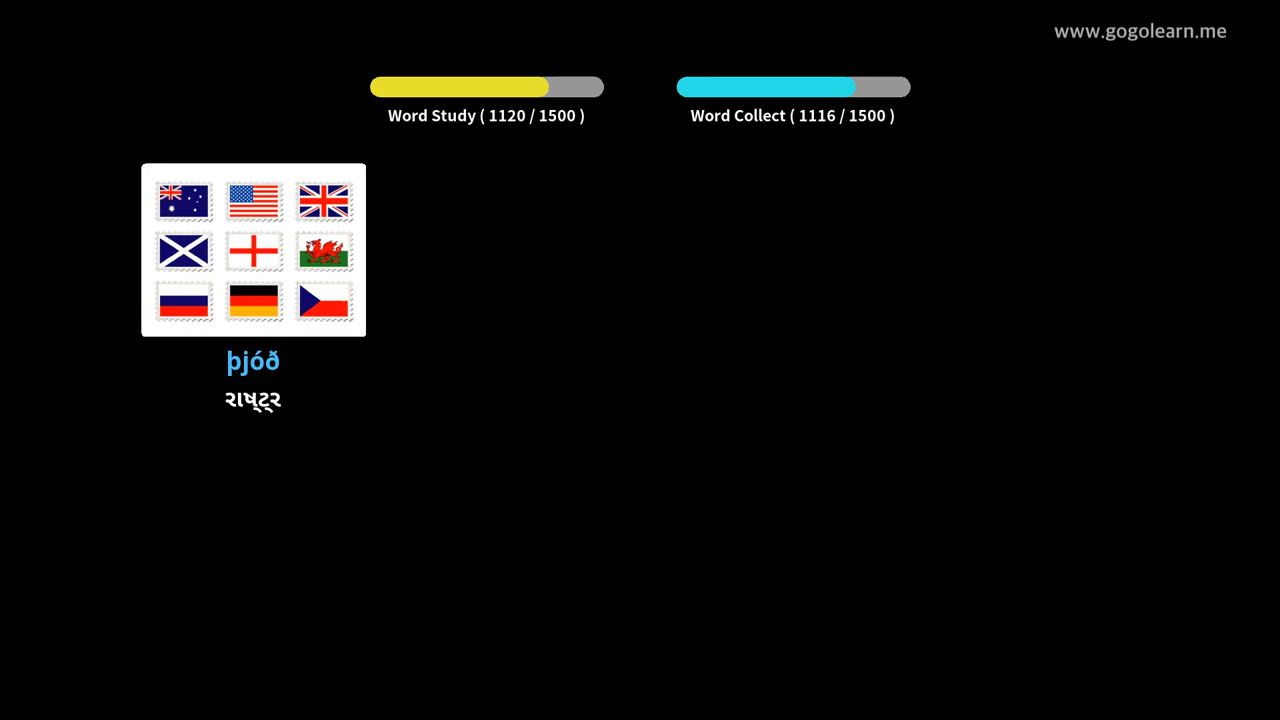 www.gogolearn.me
Word Study ( 1120 / 1500 )
Word Collect ( 1116 / 1500 )
þjóð
રાષ્ટ્ર